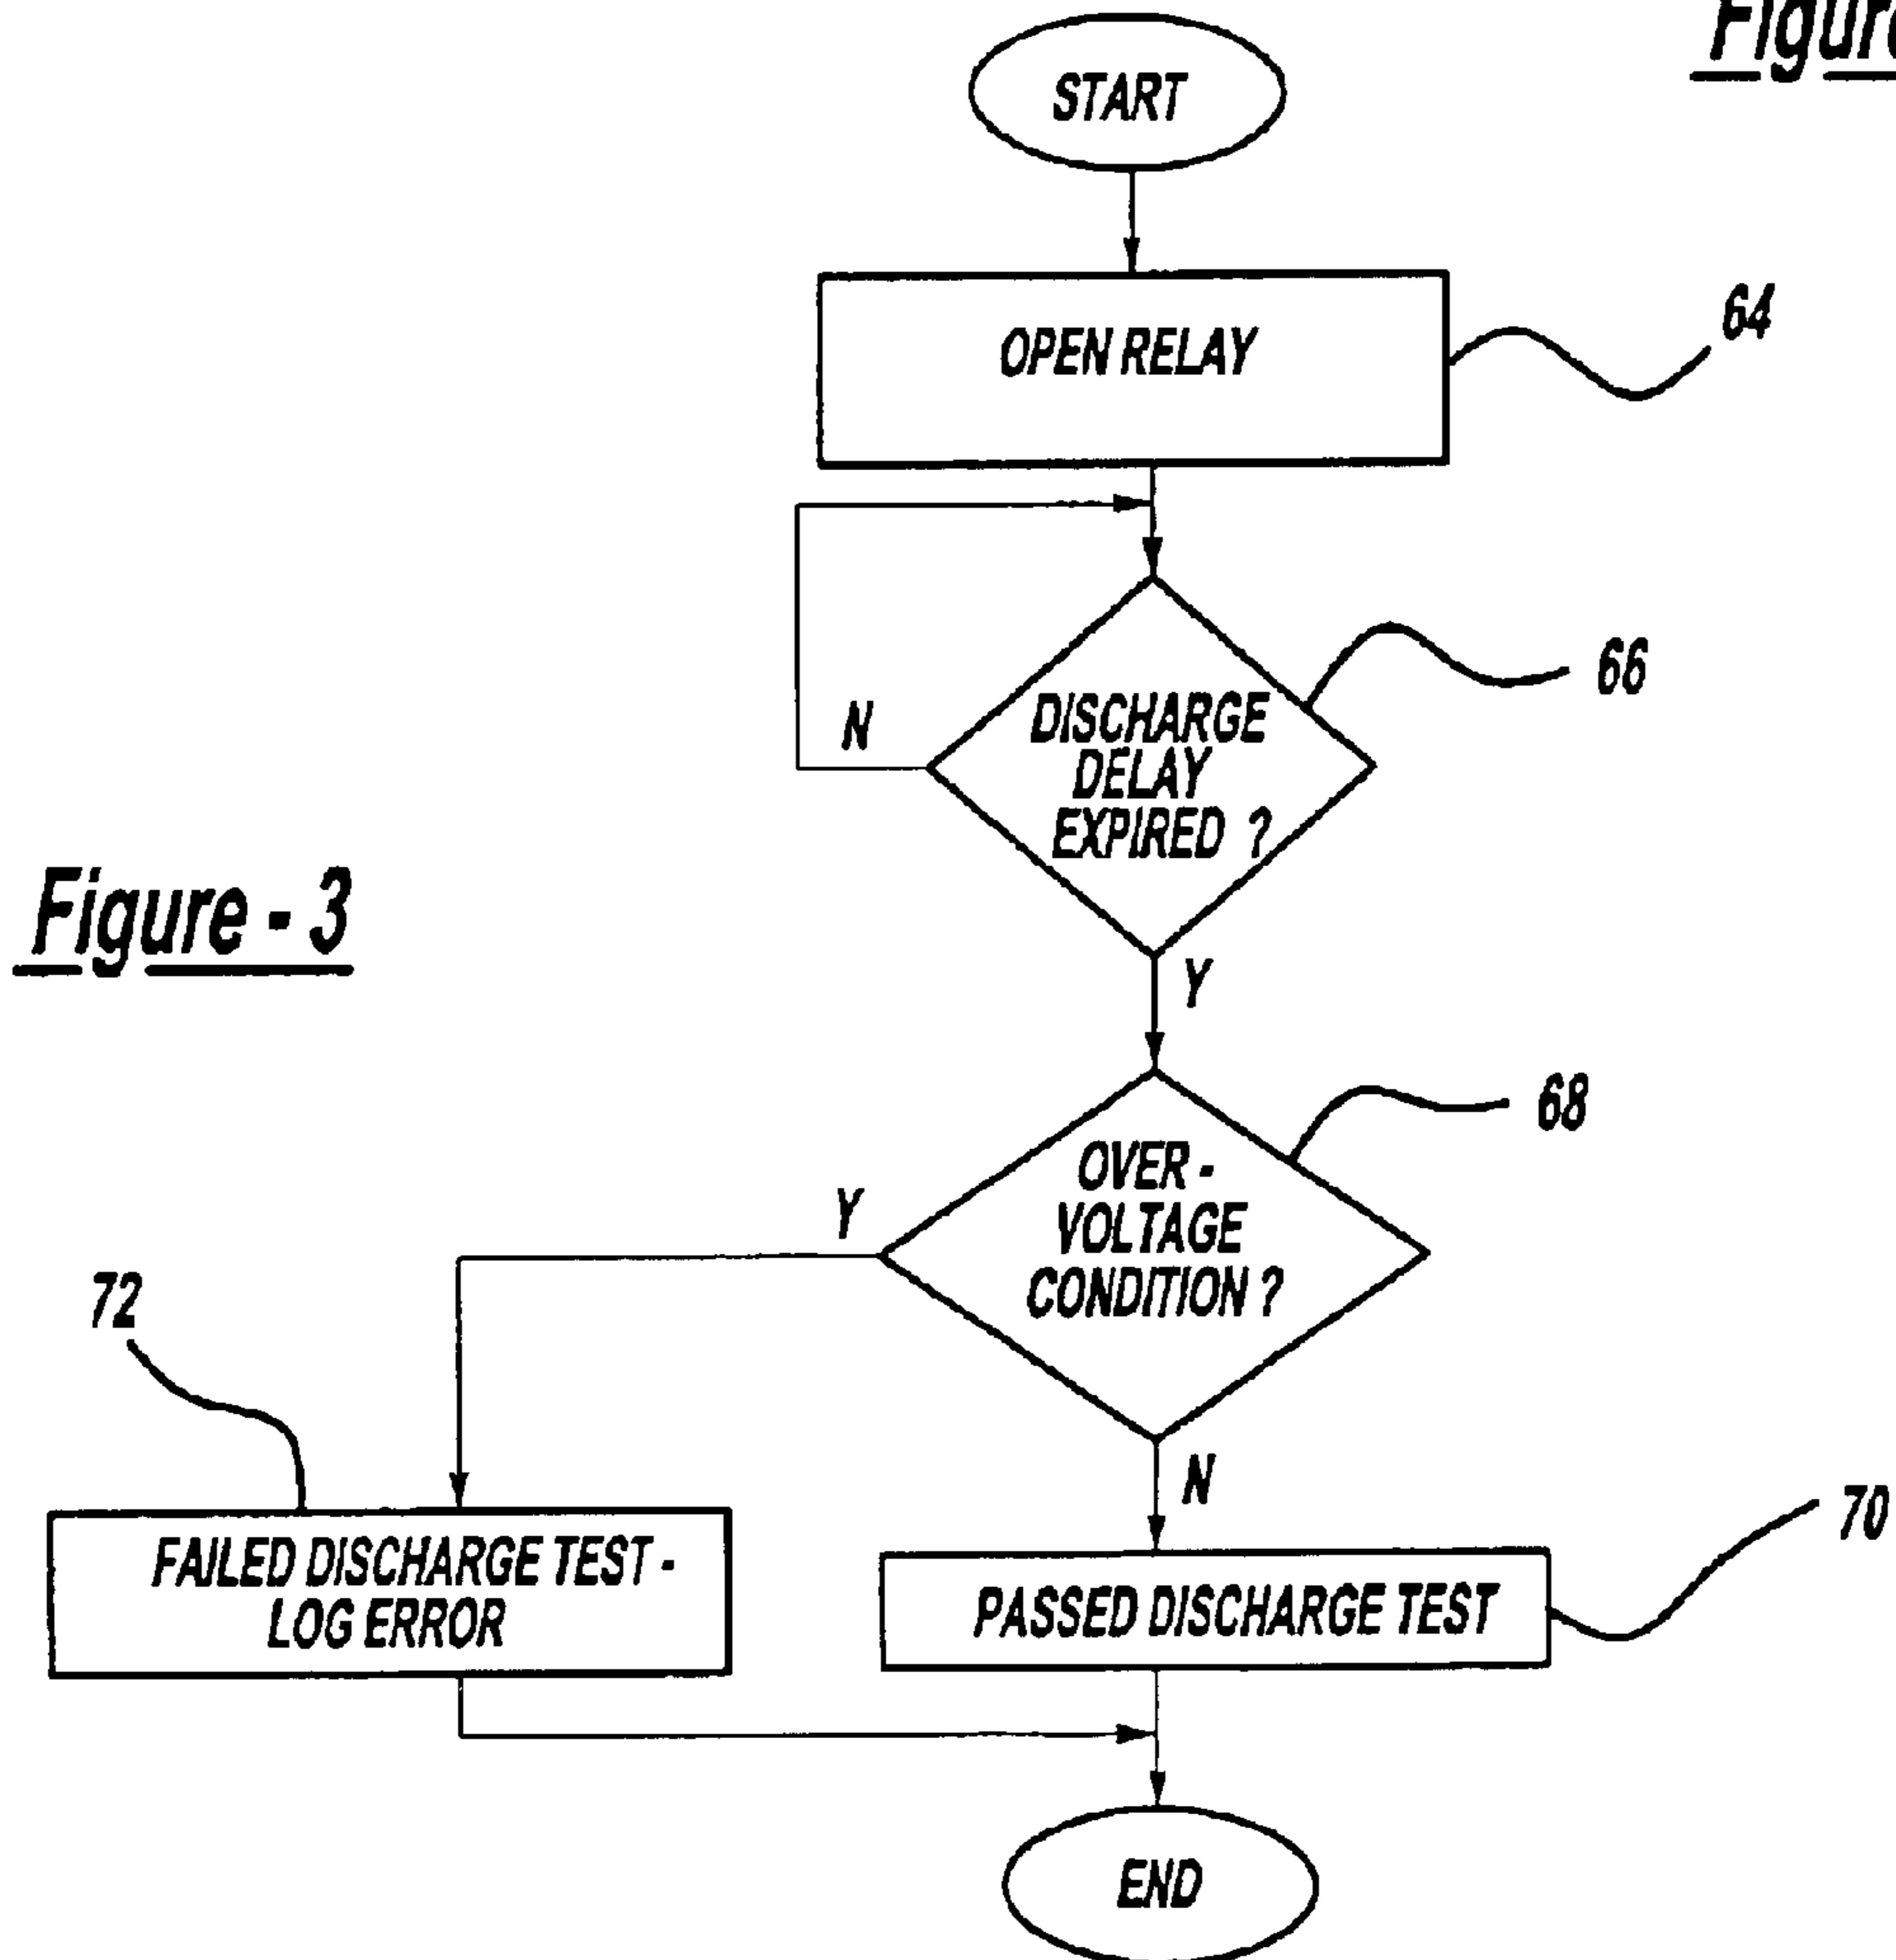 Figure
START
OPEN RELAY
64
66
N
DISCHARGE
DELAY
EXPIRED ?
Figure - 3
Y
68
OVER -
VOLTAGE
CONDITION ?
Y
72
N
70
FAILED DISCHARGE TEST -
LOG ERROR
PASSED DISCHARGE TEST
END